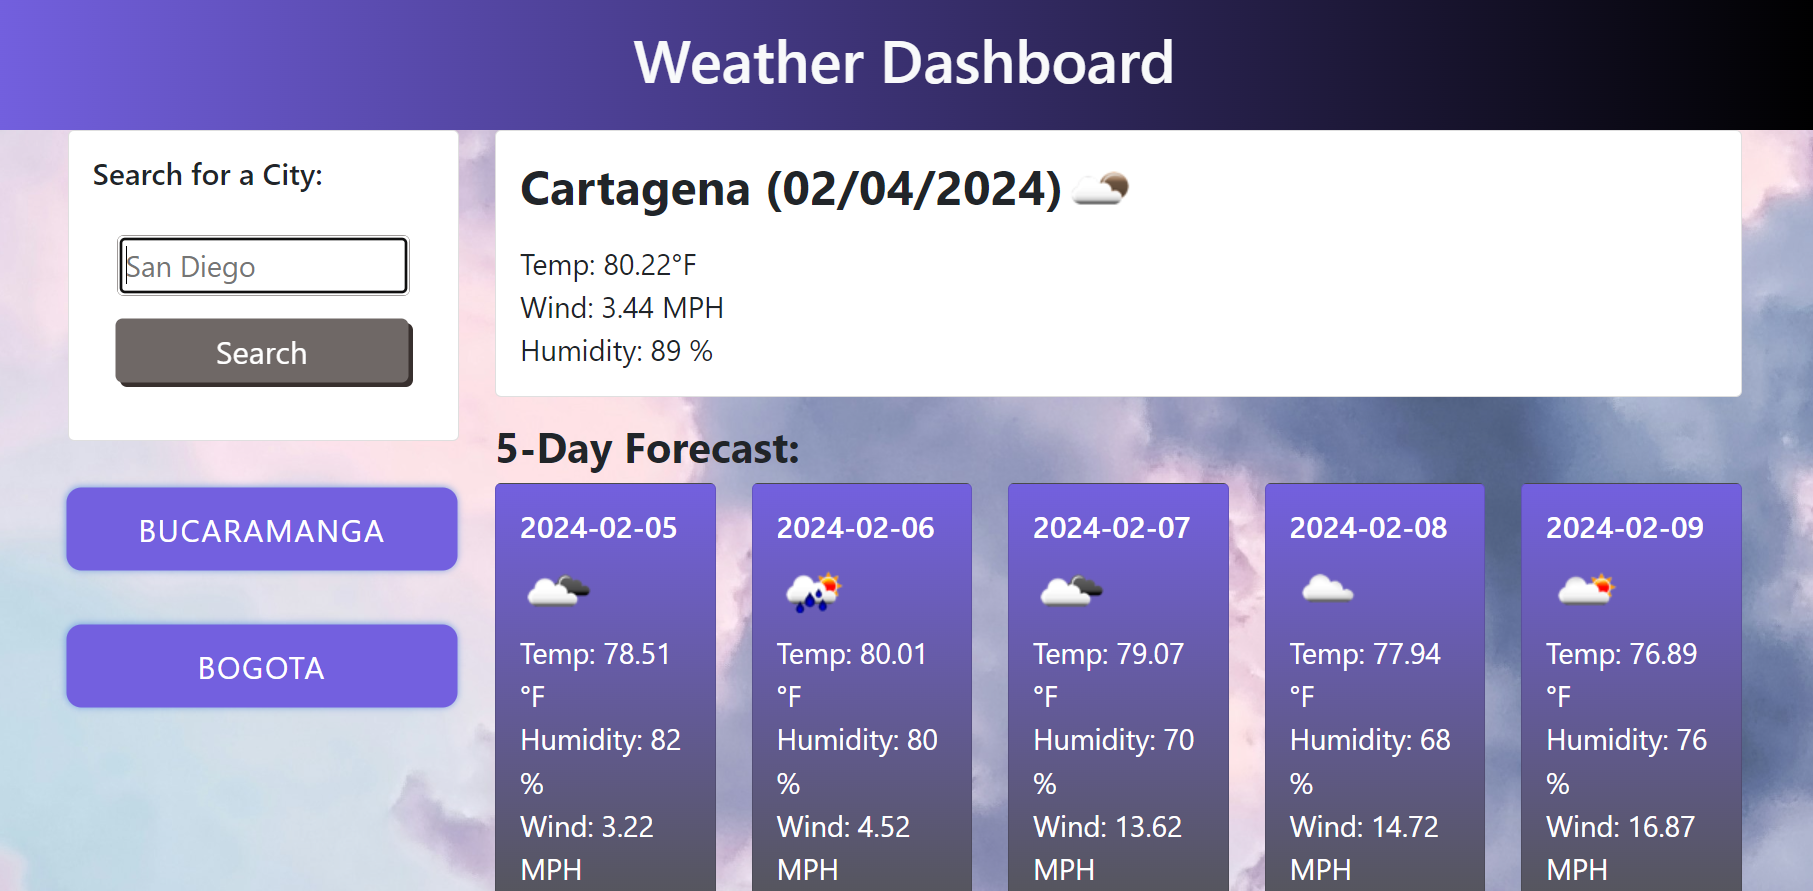 Weather Dashboard
Search for a City:
San Diego
Search
BUCARAMANGA
BOGOTA
Cartagena (02/04/2024)
Temp: 80.22°F
Wind: 3.44 MPH
Humidity: 89 %
5-Day Forecast:
2024-02-05
Temp: 78.51
°F
Humidity: 82
%
Wind: 3.22
MPH
2024-02-06
Temp: 80.01
°F
Humidity: 80
%
Wind: 4.52
MPH
2024-02-07
Temp: 79.07
°F
Humidity: 70
%
Wind: 13.62
MPH
2024-02-08
Temp: 77.94
°F
Humidity: 68
%
Wind: 14.72
MPH
2024-02-09
Temp: 76.89
°F
Humidity: 76
%
Wind: 16.87
MPH